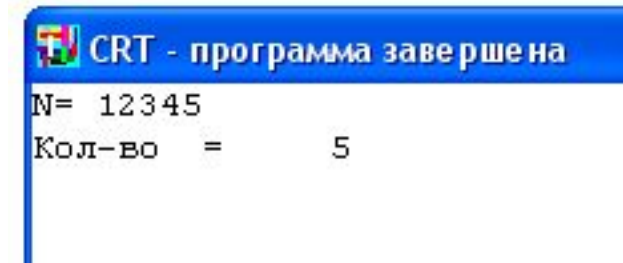 CRT - программа завершена
N= 12345
Кол-во = 5